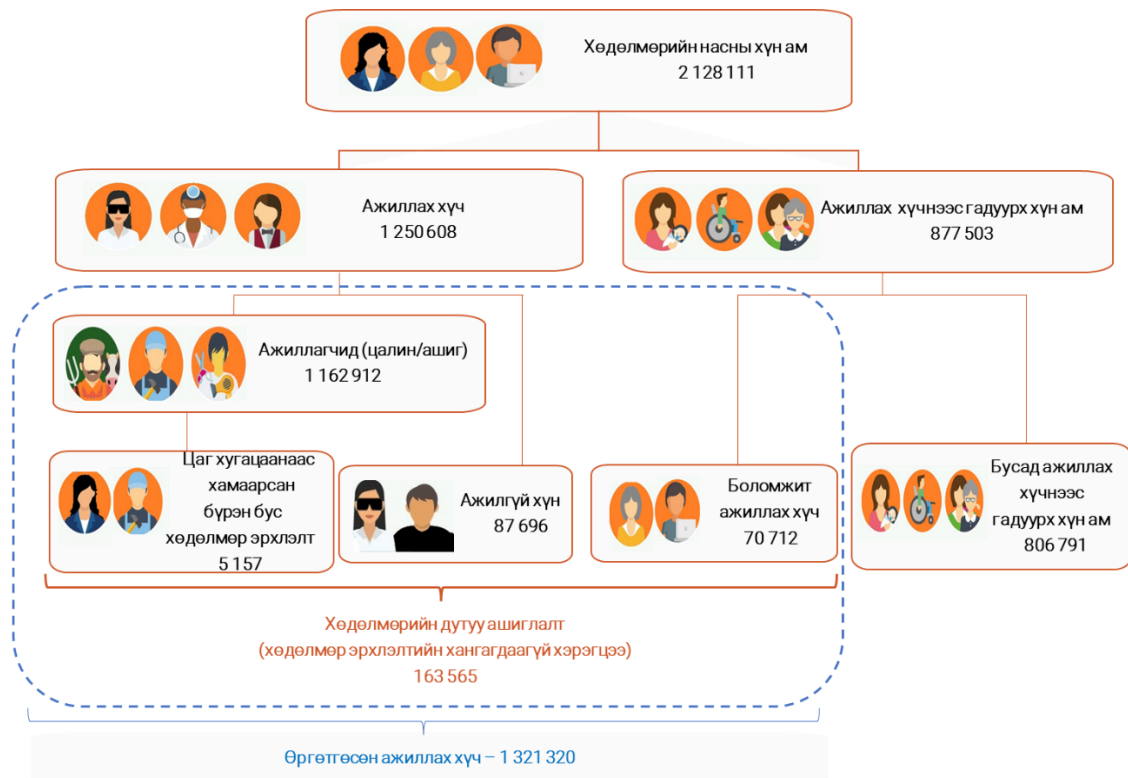 Хөдөлмөрийн насны хүн ам
2 128 111
Ажиллах хүч
1 250 608
Ажиллах хүчнээс гадуурх хүн ам
877 503
Ажиллагчид (цалин/ашиг)
1 162 912
Цаг хугацаанаас
хамаарсан
бүрэн бус
хөдөлмөр эрхлэлт
5 157
Ажилгүй хүн
87 696
Боломжит
ажиллах хүч
70 712
Бусад ажиллах
хүчнээс
гадуурх хүн ам
806 791
Хөдөлмөрийн дутуу ашиглалт
(хөдөлмөр эрхлэлтийн хангагдаагүй хэрэгцээ)
163 565
Өргөтгөсөн ажиллах хүч – 1 321 320